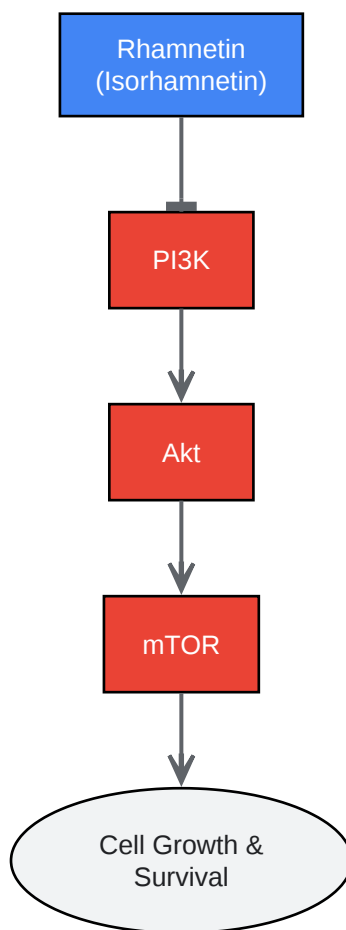 Rhamnetin
(Isorhamnetin)
PI3K
Akt
mTOR
Cell Growth &
Survival